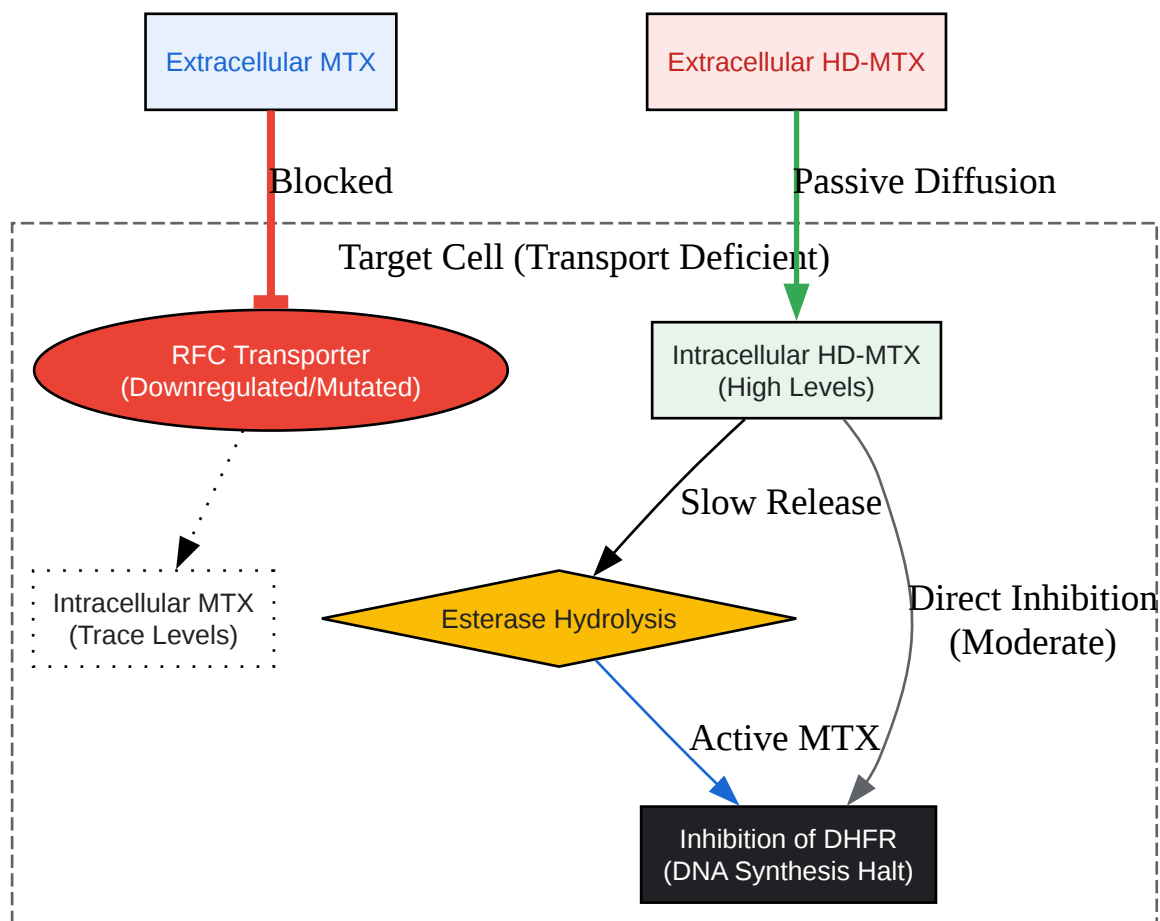 Extracellular MTX
Extracellular HD-MTX
Blocked
Passive Diffusion
Target Cell (Transport Deficient)
RFC Transporter
(Downregulated/Mutated)
Intracellular HD-MTX
(High Levels)
Slow Release
Intracellular MTX
(Trace Levels)
Esterase Hydrolysis
Direct Inhibition
(Moderate)
Active MTX
Inhibition of DHFR
(DNA Synthesis Halt)